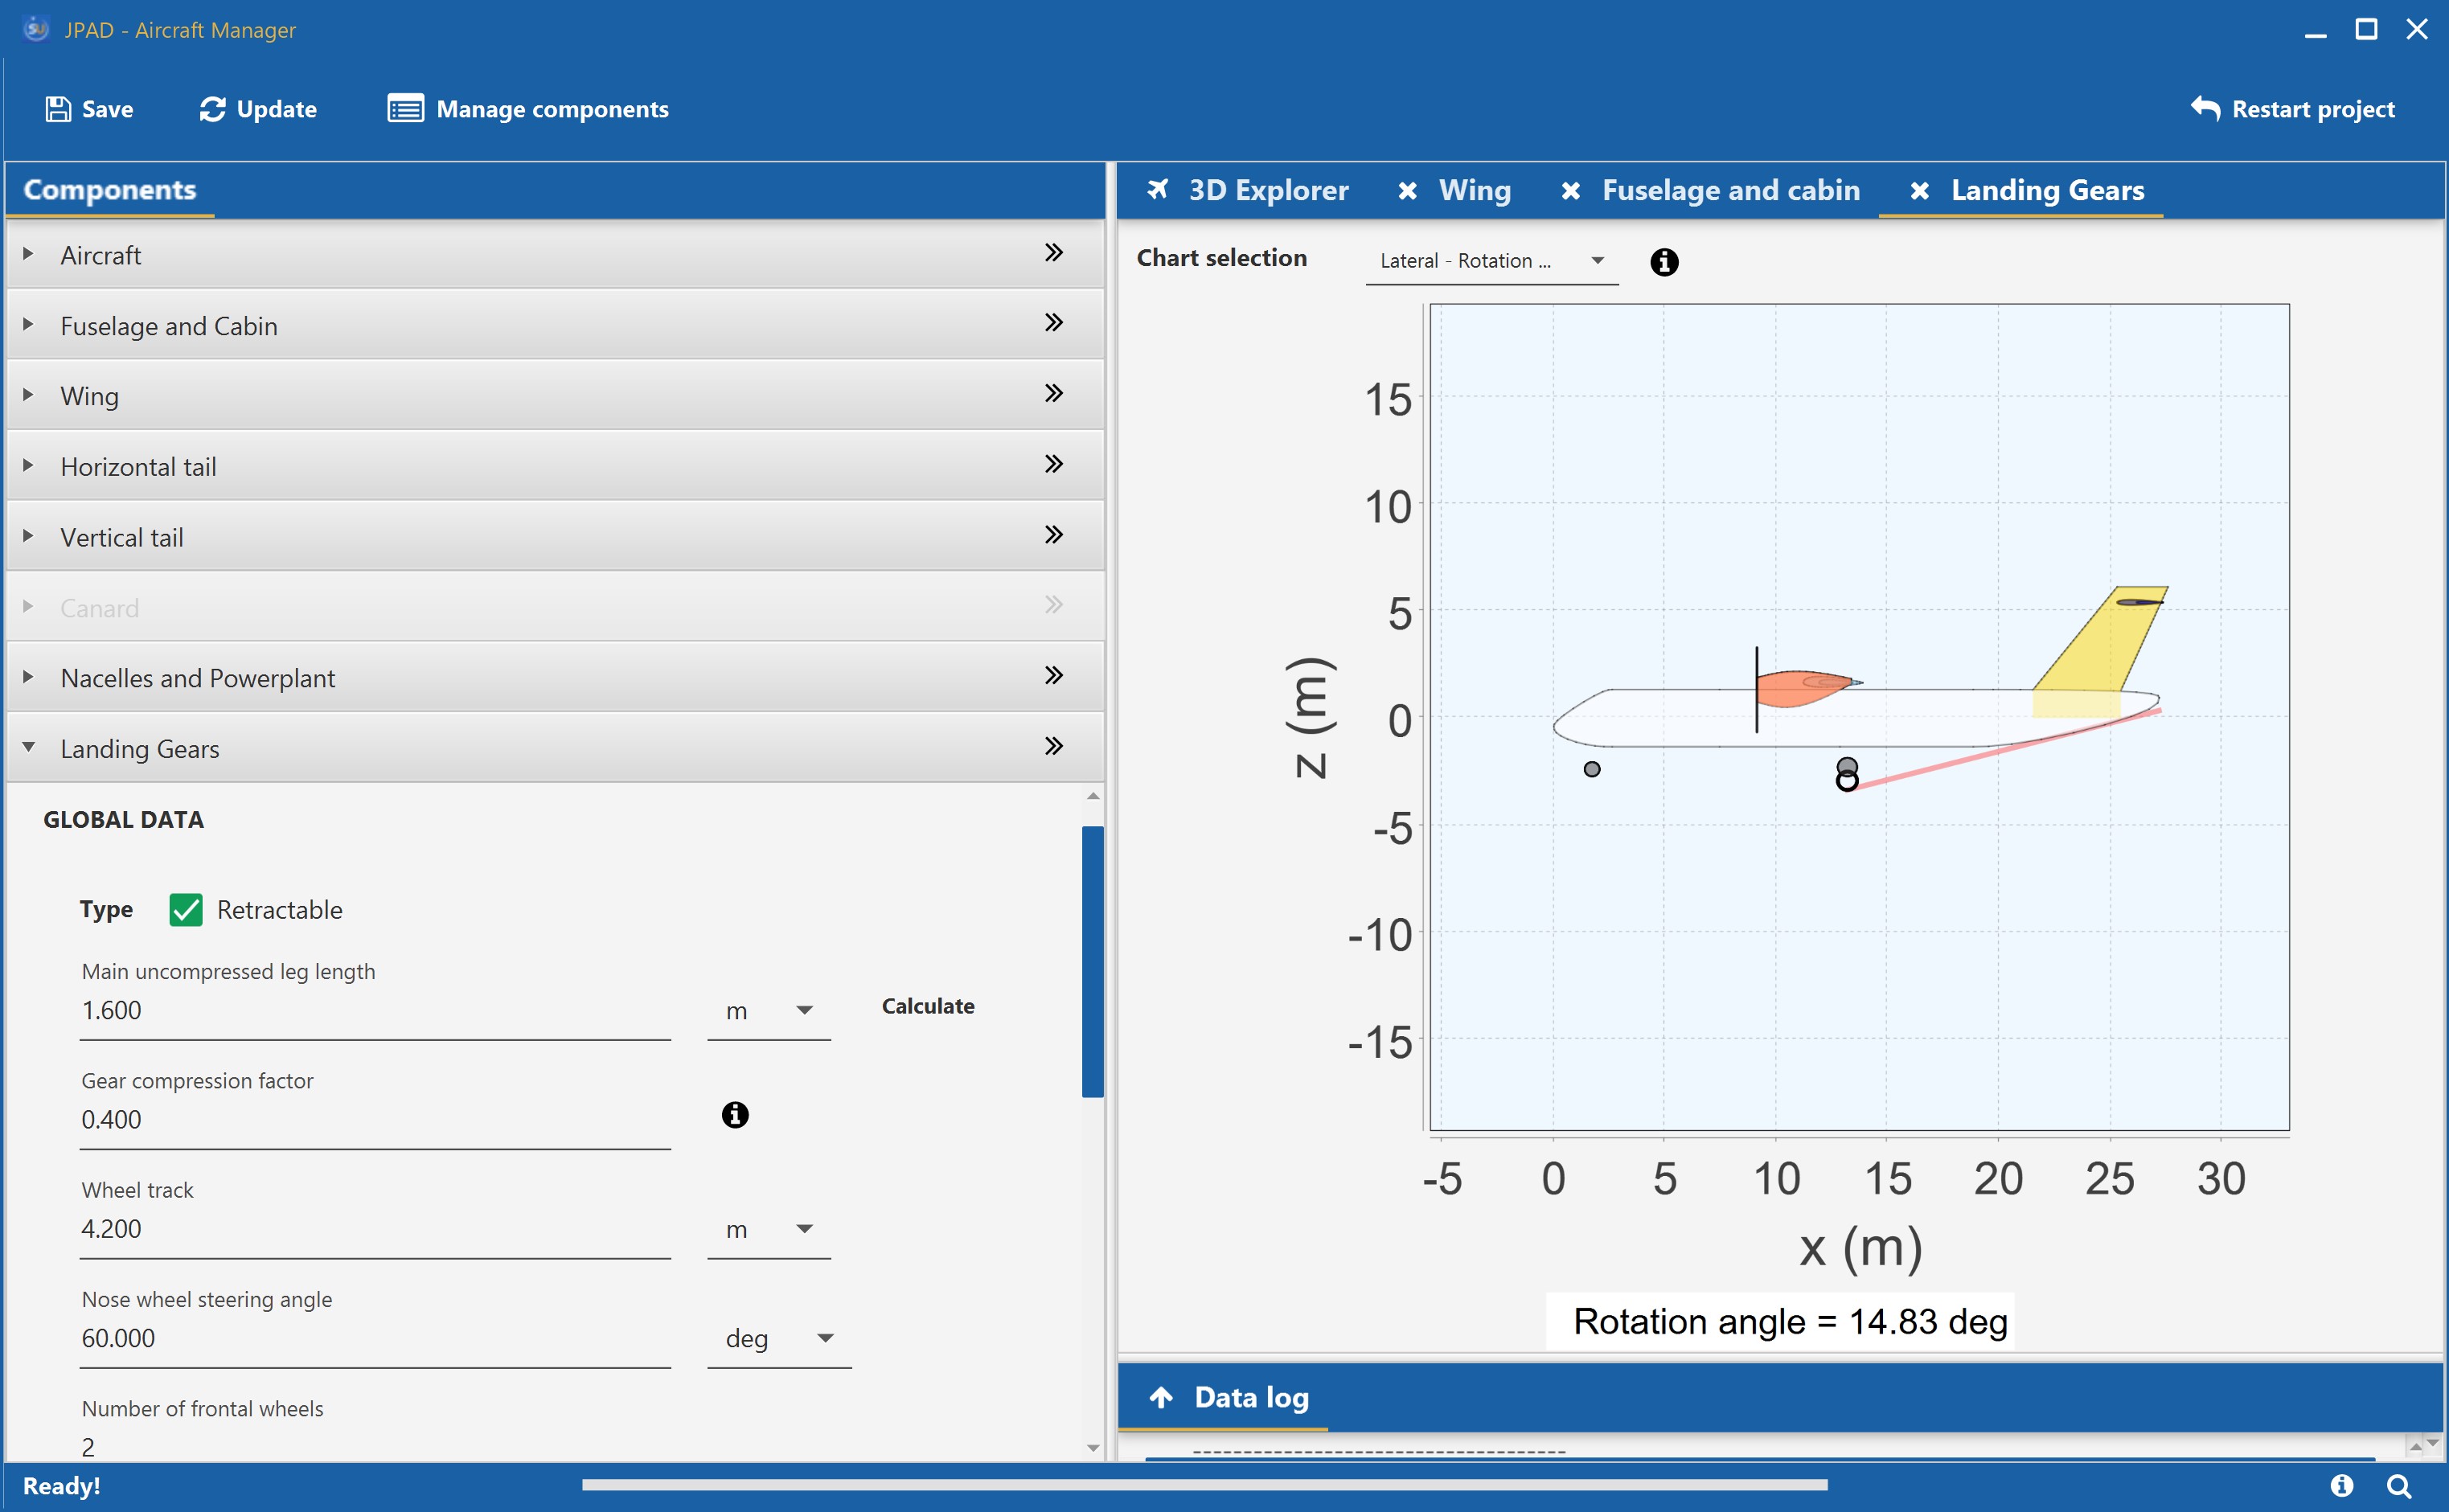 JPAD - Aircraft Manager
Save
Update
Manage components
Restart project
Components
Aircraft
Fuselage and Cabin
Wing
Horizontal tail
Vertical tail
Canard
Nacelles and Powerplant
Landing Gears
GLOBAL DATA
Type
Retractable
Main uncompressed leg length
1.600
m
Calculate
Gear compression factor
0.400
Wheel track
4.200
m
Nose wheel steering angle
60.000
deg
Number of frontal wheels
2
3D Explorer
Wing
Fuselage and cabin
Landing Gears
Chart selection
Lateral - Rotation ...
15
10
5
0
-5
-10
-15
z (m)
-5 0 5 10 15 20 25 30
x (m)
Rotation angle = 14.83 deg
Data log
--------------------------------------
Ready!